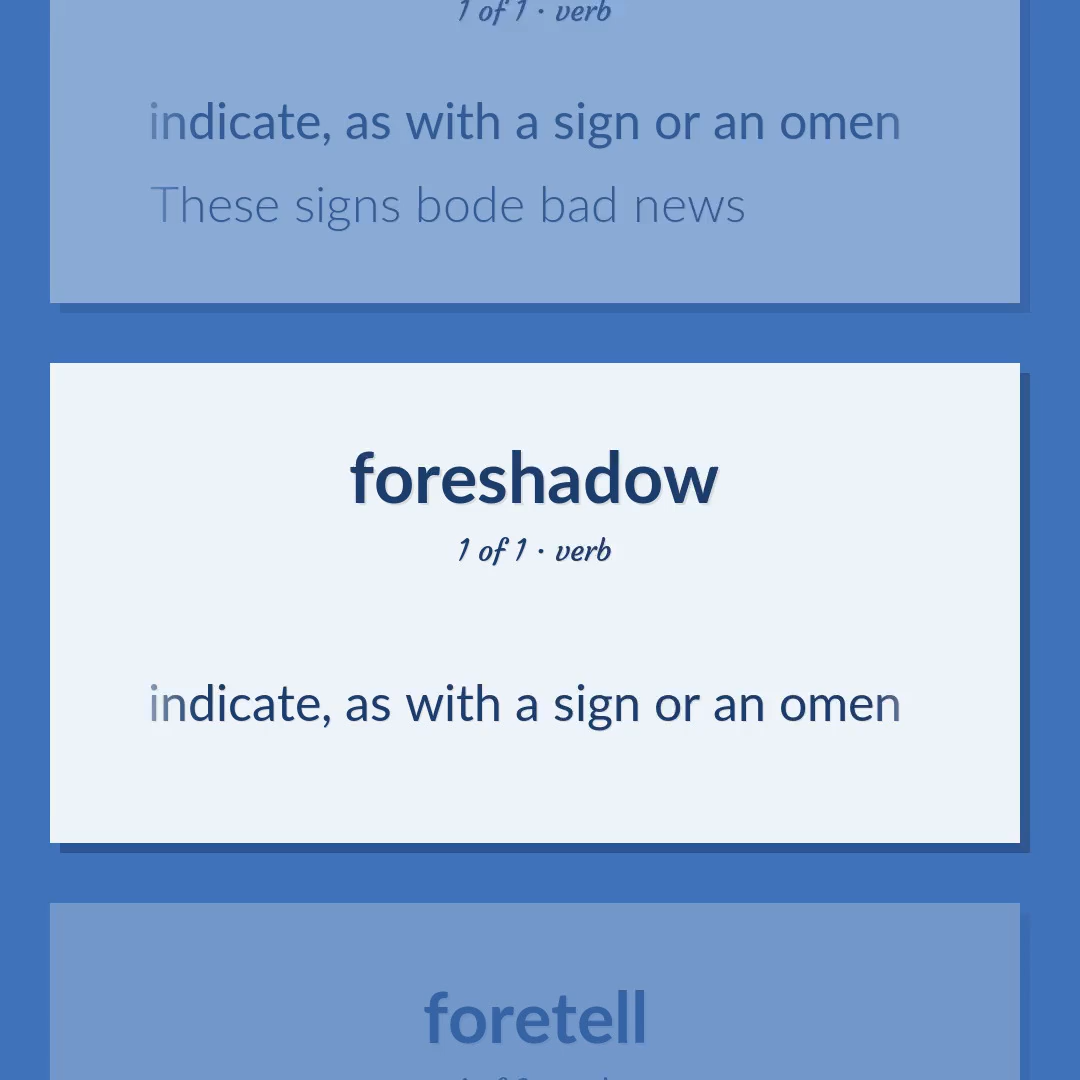 1 of 1 · verb
indicate, as with a sign or an omen
These signs bode bad news
foreshadow
1 of 1 · verb
indicate, as with a sign or an omen
foretell